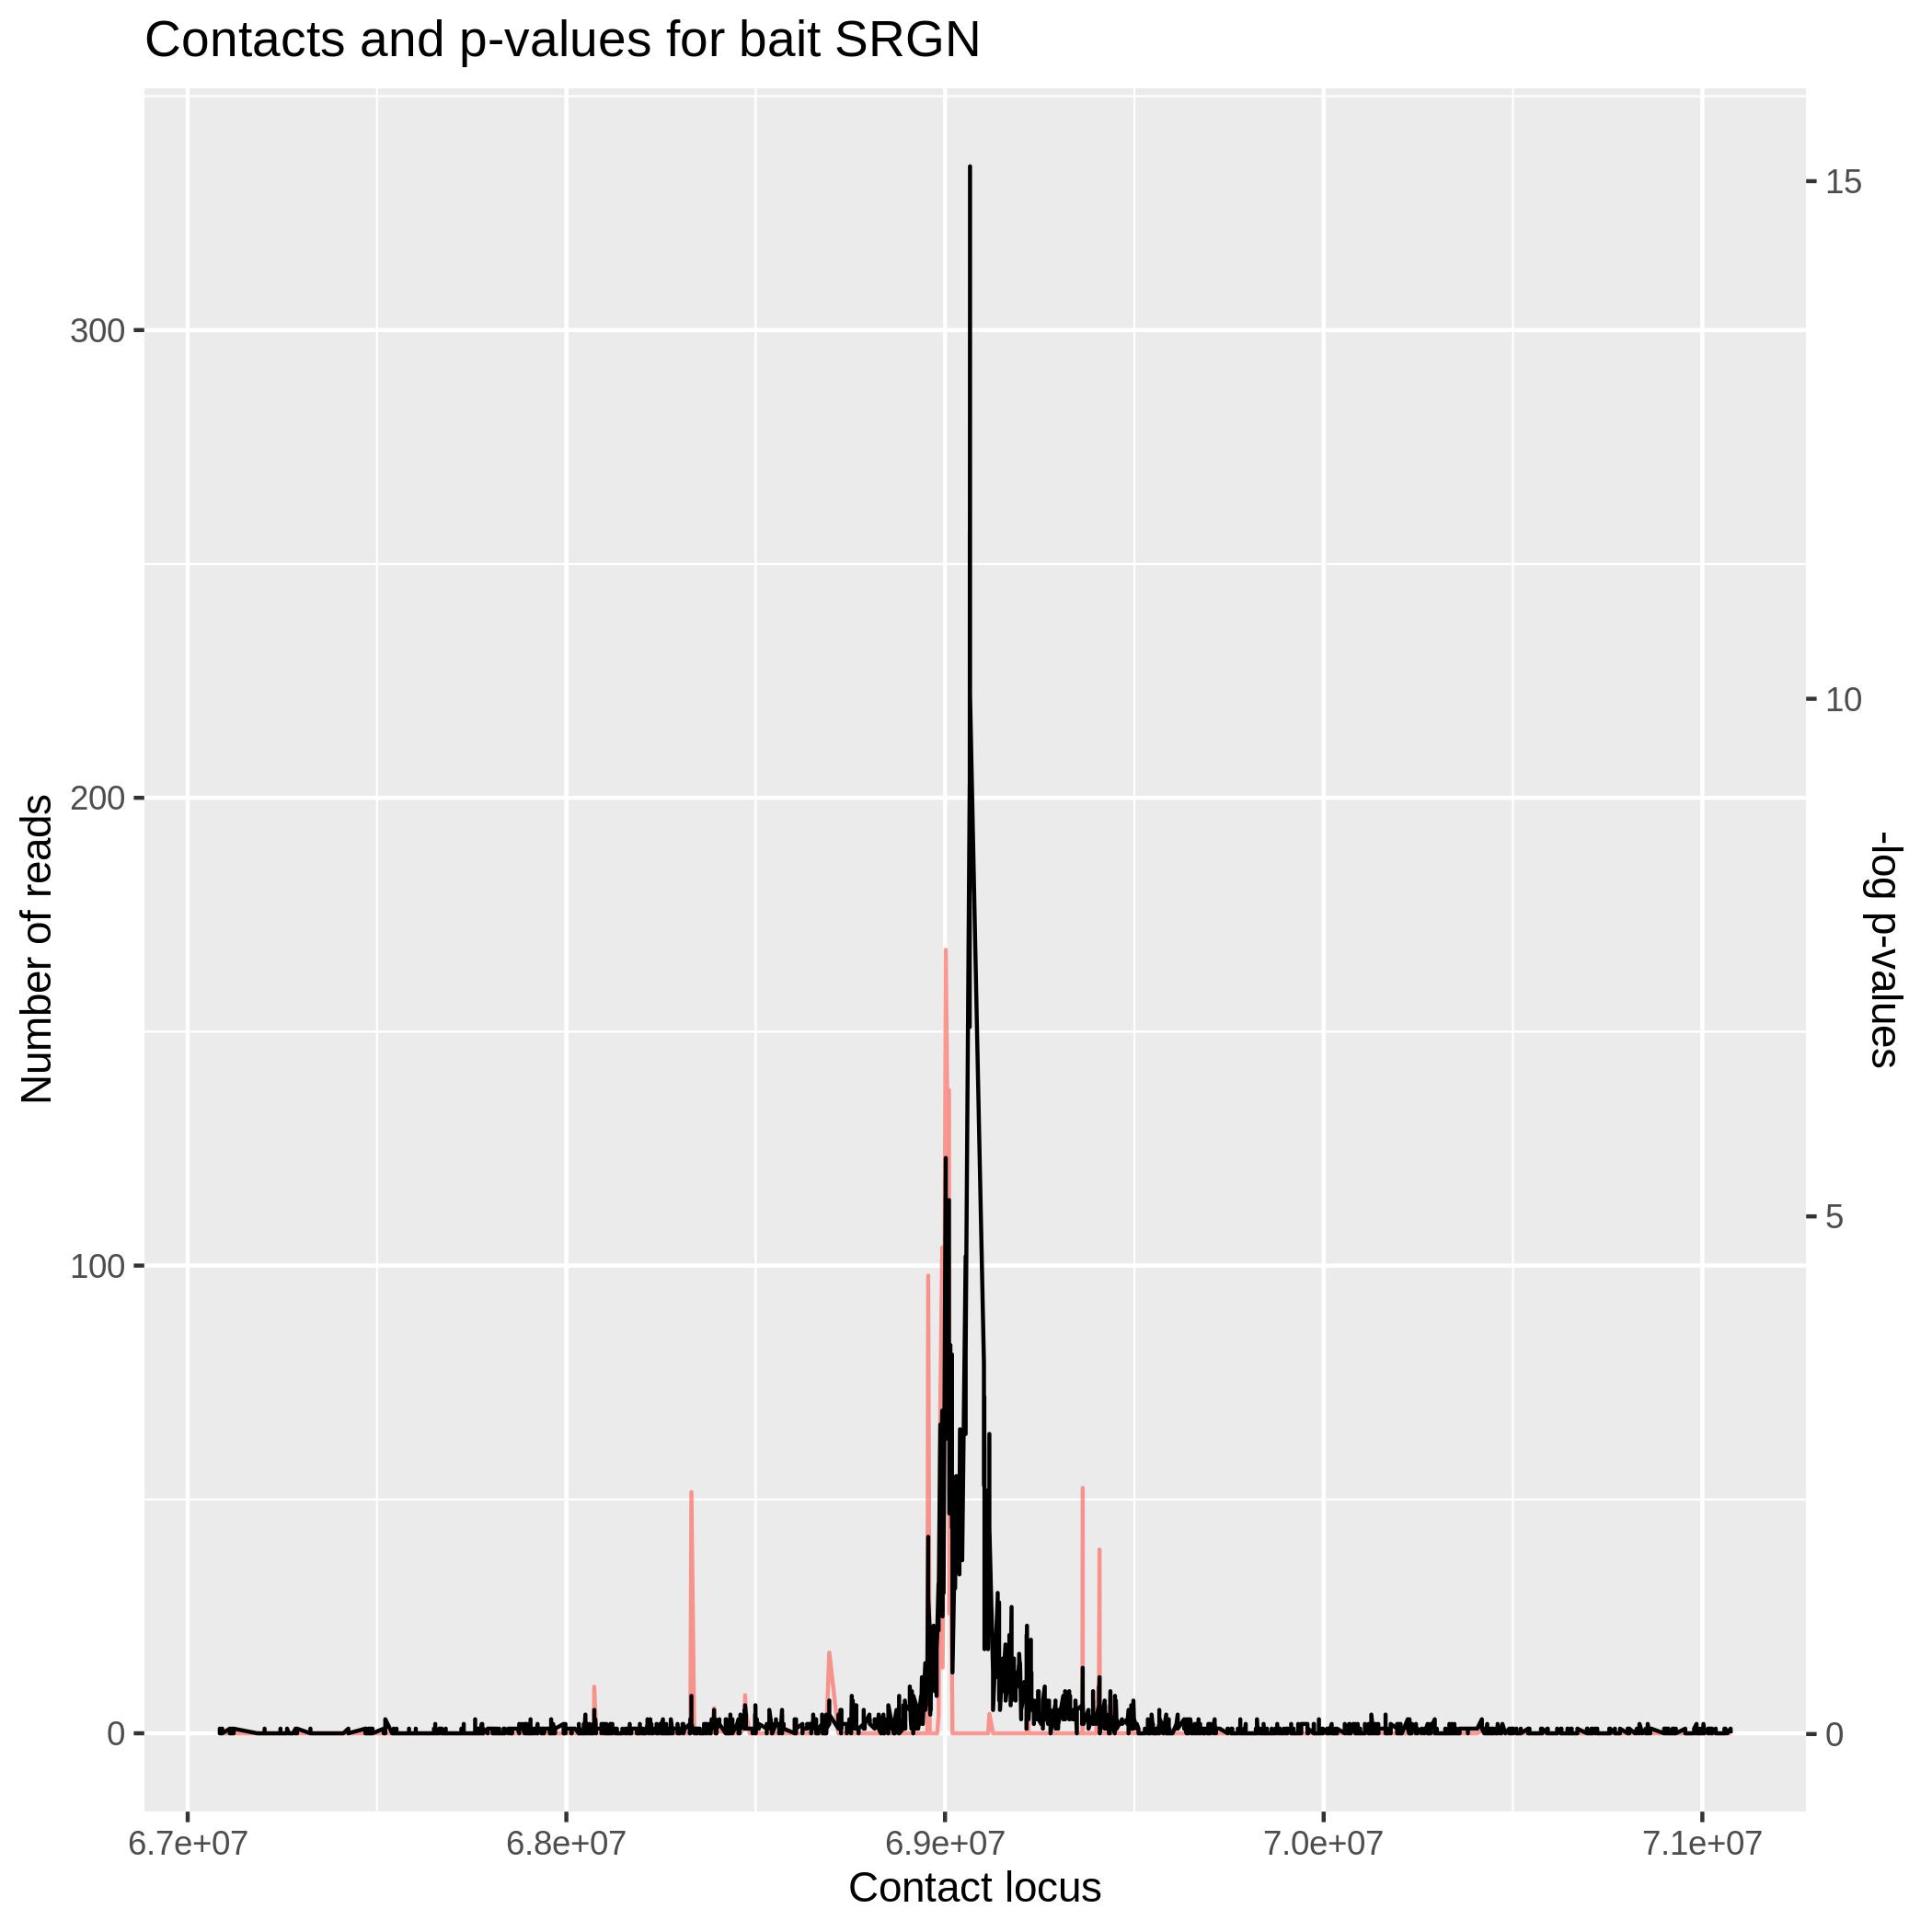 Contacts and p-values for bait SRGN
Number of reads
300
200
100
0
15
10
5
0
-log p-values
6.7e+07
6.8e+07
6.9e+07
7.0e+07
7.1e+07
Contact locus